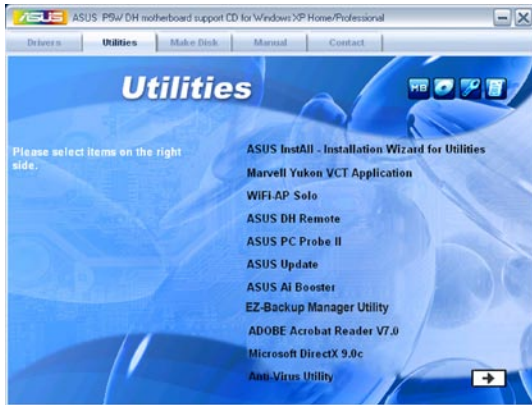 ASUS ASUS P5W DH motherboard support CD for Windows XP Home/Professional
Drivers Utilities Make Disk Manual Contact
Utilities
MB
Please select items on the right
side.
ASUS InstAll - Installation Wizard for Utilities
Marvell Yukon VCT Application
WiFi-AP Solo
ASUS DH Remote
ASUS PC Probe II
ASUS Update
ASUS Ai Booster
EZ-Backup Manager Utility
ADOBE Acrobat Reader V7.0
Microsoft DirectX 9.0c
Anti-Virus Utility